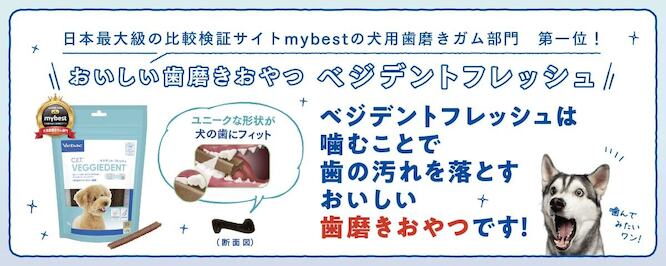 日本最大級の比較検証サイトmybestの犬用歯磨きガム部門 第一位！
おいしい歯磨きおやつ ベジデントフレッシュ
mybest
Virbac
C.E.T.
VEGGIEDENT
ユニークな形状が
犬の歯にフィット
（断面図）
ベジデントフレッシュは
噛むことで
歯の汚れを落とす
おいしい
歯磨きおやつです!
噛んで
みたい
ワン!